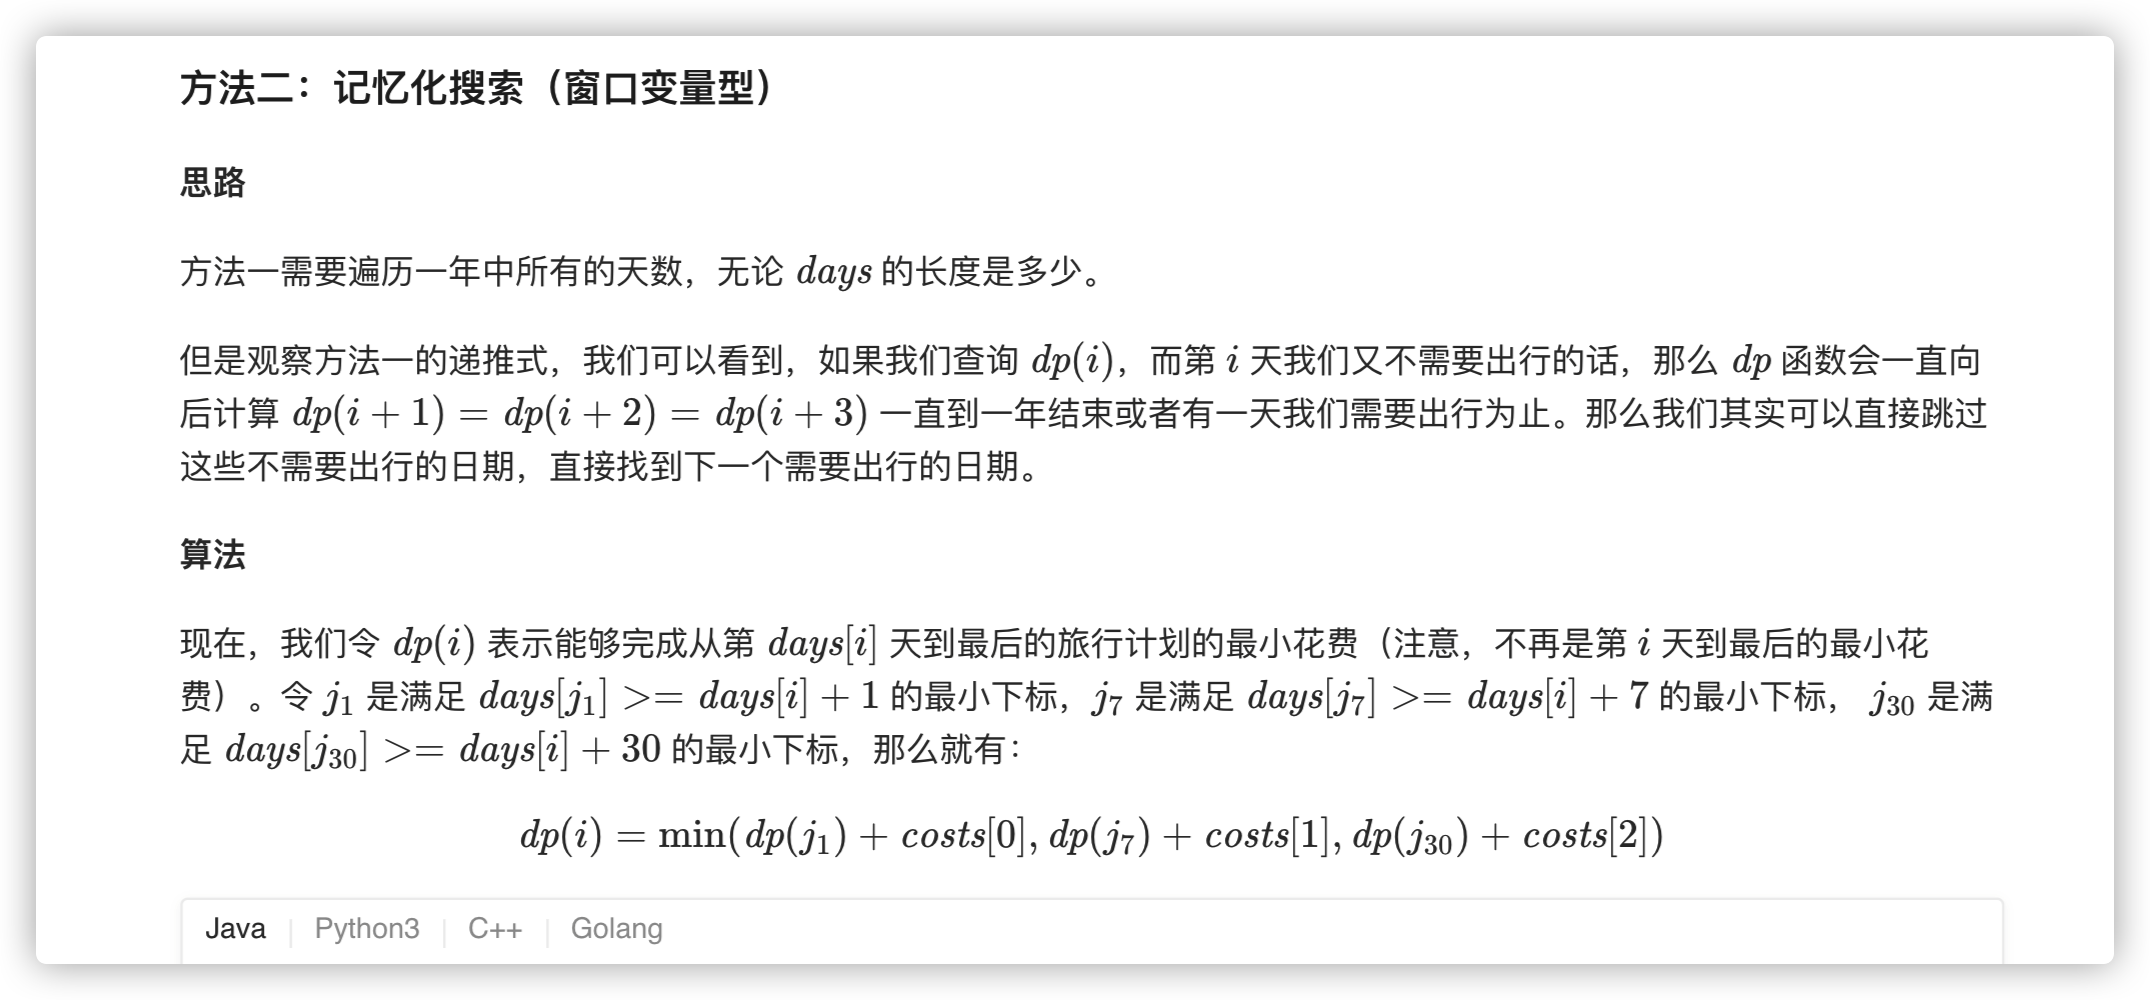 方法二：记忆化搜索（窗口变量型）
思路
方法一需要遍历一年中所有的天数，无论 days 的长度是多少。
但是观察方法一的递推式，我们可以看到，如果我们查询 dp(i)，而第 i 天我们又不需要出行的话，那么 dp 函数会一直向
后计算 dp(i + 1) = dp(i + 2) = dp(i + 3) 一直到一年结束或者有一天我们需要出行为止。那么我们其实可以直接跳过
这些不需要出行的日期，直接找到下一个需要出行的日期。
算法
现在，我们令 dp(i) 表示能够完成从第 days[i] 天到最后的旅行计划的最小花费（注意，不再是第 i 天到最后的最小花
费）。令 j₁ 是满足 days[j₁] >= days[i] + 1 的最小下标，j₇ 是满足 days[j₇] >= days[i] + 7 的最小下标， j₃₀ 是满
足 days[j₃₀] >= days[i] + 30 的最小下标，那么就有：
dp(i) = min(dp(j₁) + costs[0], dp(j₇) + costs[1], dp(j₃₀) + costs[2])
Java | Python3 | C++ | Golang